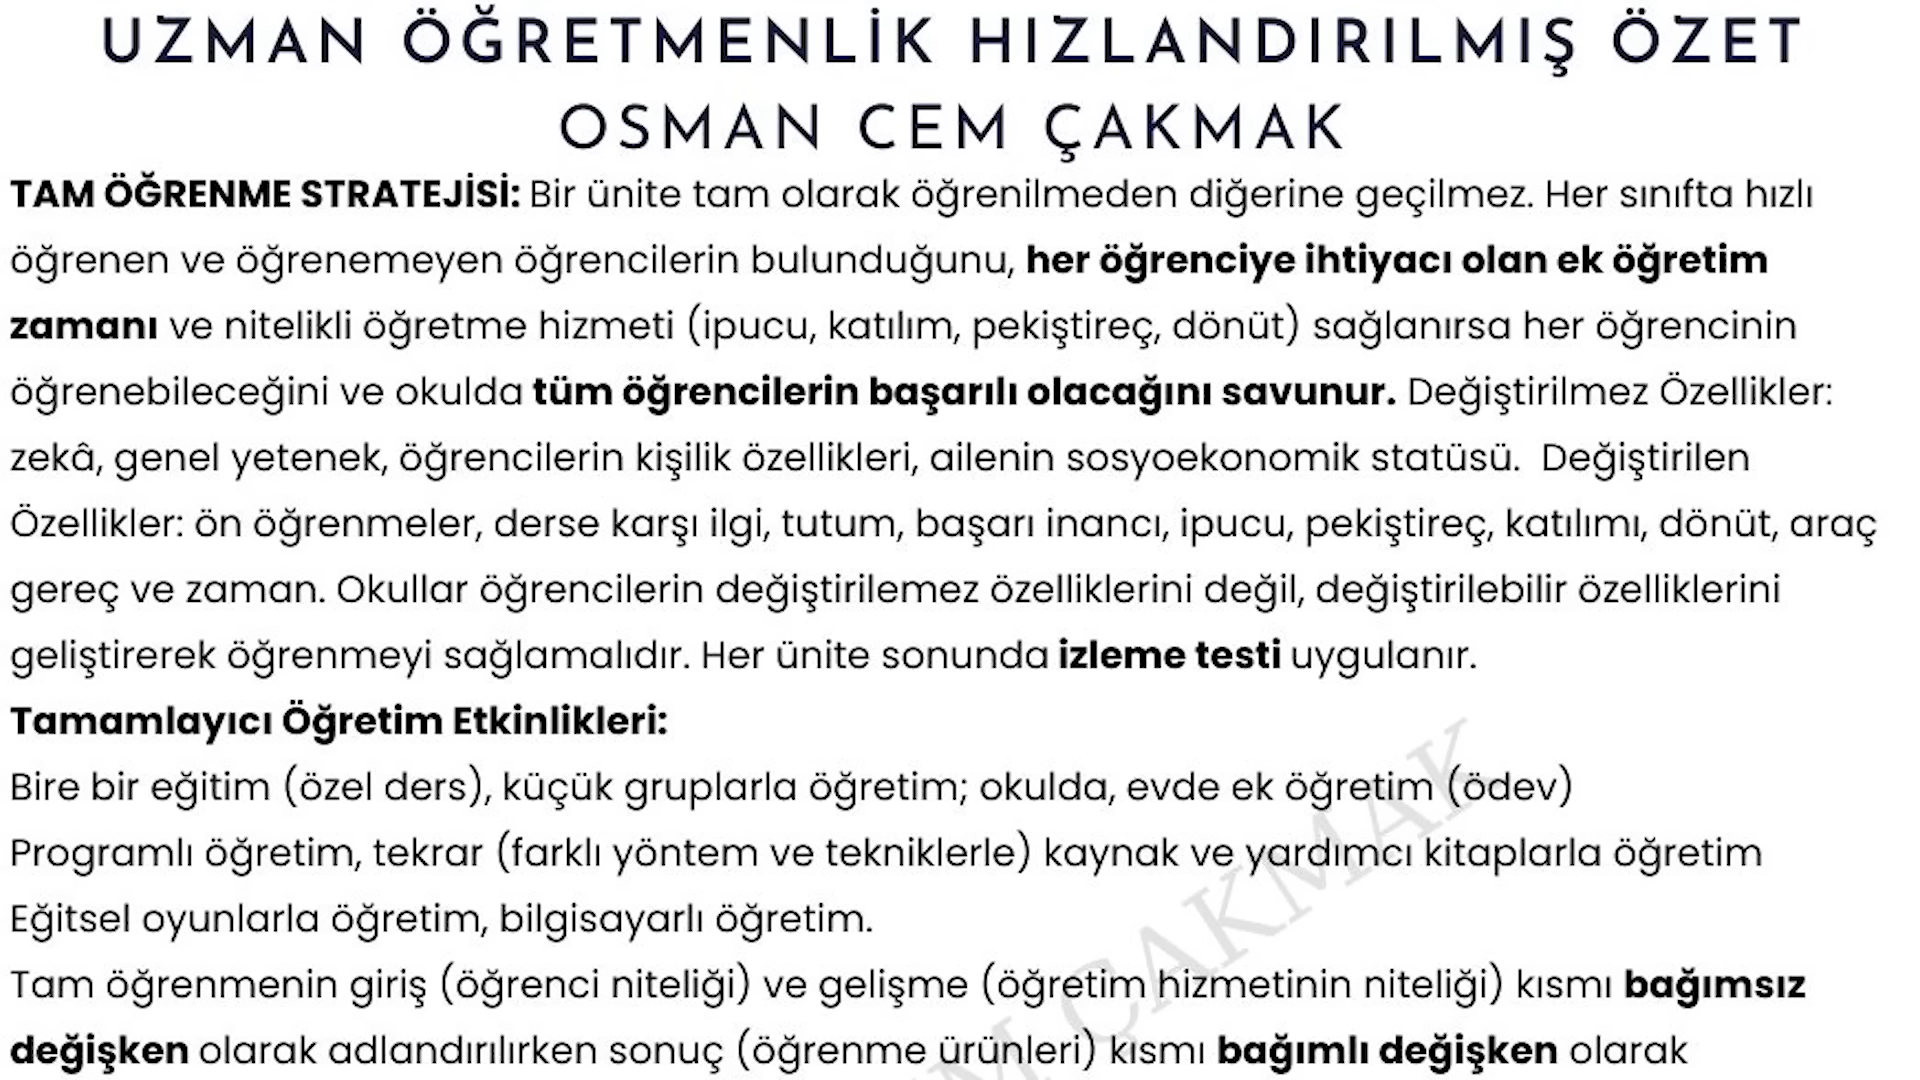 UZMAN ÖĞRETMENLİK HIZLANDIRILMIŞ ÖZET
OSMAN CEM ÇAKMAK
TAM ÖĞRENME STRATEJİSİ: Bir ünite tam olarak öğrenilmeden diğerine geçilmez. Her sınıfta hızlı
öğrenen ve öğrenemeyen öğrencilerin bulunduğunu, her öğrenciye ihtiyacı olan ek öğretim
zamanı ve nitelikli öğretme hizmeti (ipucu, katılım, pekiştireç, dönüt) sağlanırsa her öğrencinin
öğrenebileceğini ve okulda tüm öğrencilerin başarılı olacağını savunur. Değiştirilmez Özellikler:
zekâ, genel yetenek, öğrencilerin kişilik özellikleri, ailenin sosyoekonomik statüsü. Değiştirilen
Özellikler: ön öğrenmeler, derse karşı ilgi, tutum, başarı inancı, ipucu, pekiştireç, katılımı, dönüt, araç
gereç ve zaman. Okullar öğrencilerin değiştirilemez özelliklerini değil, değiştirilebilir özelliklerini
geliştirerek öğrenmeyi sağlamalıdır. Her ünite sonunda izleme testi uygulanır.
Tamamlayıcı Öğretim Etkinlikleri:
Bire bir eğitim (özel ders), küçük gruplarla öğretim; okulda, evde ek öğretim (ödev)
Programlı öğretim, tekrar (farklı yöntem ve tekniklerle) kaynak ve yardımcı kitaplarla öğretim
Eğitsel oyunlarla öğretim, bilgisayarlı öğretim.
Tam öğrenmenin giriş (öğrenci niteliği) ve gelişme (öğretim hizmetinin niteliği) kısmı bağımsız
değişken olarak adlandırılırken sonuç (öğrenme ürünleri) kısmı bağımlı değişken olarak
ÇAKMAK